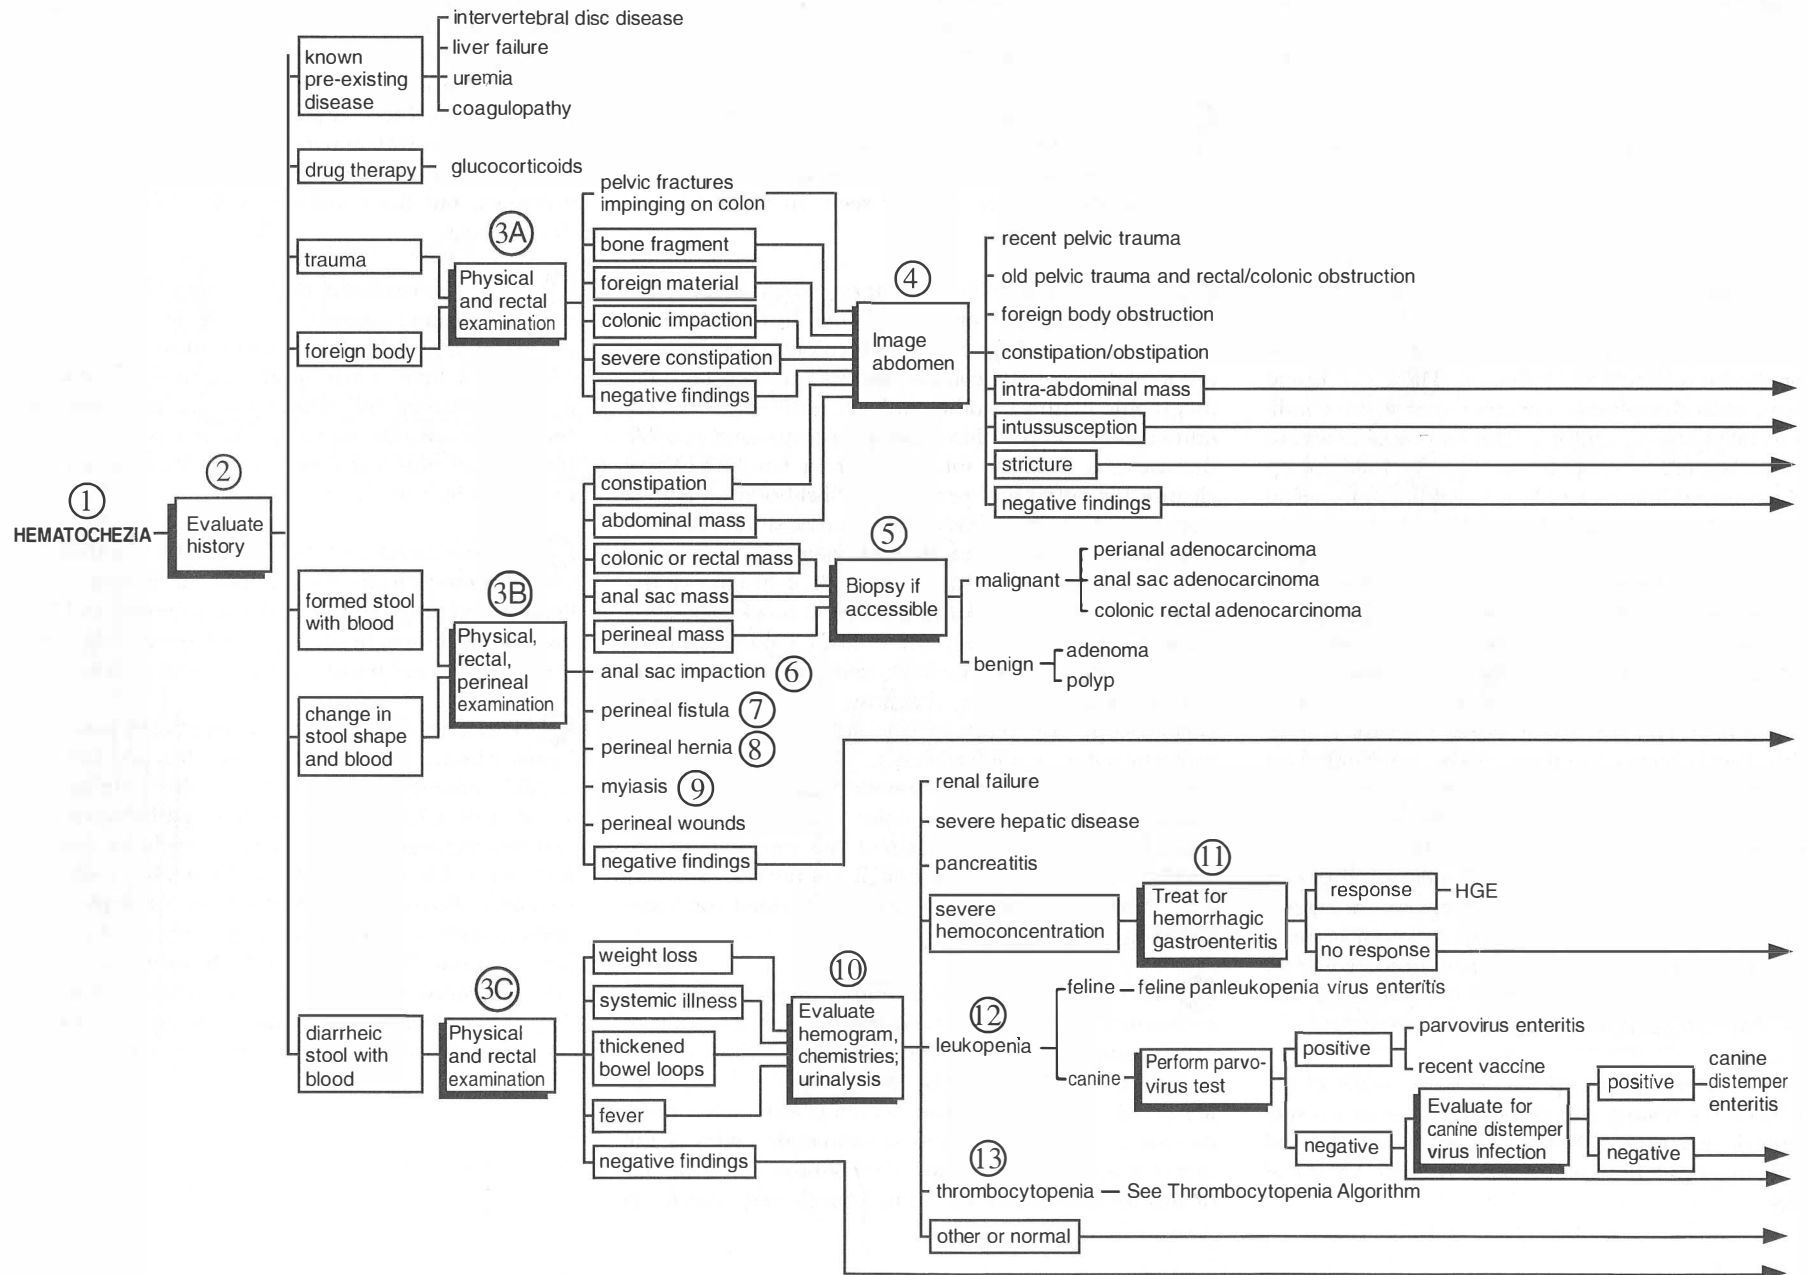 1
HEMATOCHEZIA
2
Evaluate
history
known
pre-existing
disease
intervertebral disc disease
liver failure
uremia
coagulopathy
drug therapy
glucocorticoids
trauma
foreign body
3A
Physical
and rectal
examination
pelvic fractures
impinging on colon
bone fragment
foreign material
colonic impaction
severe constipation
negative findings
4
Image
abdomen
recent pelvic trauma
old pelvic trauma and rectal/colonic obstruction
foreign body obstruction
constipation/obstipation
intra-abdominal mass
intussusception
stricture
negative findings
formed stool
with blood
change in
stool shape
and blood
3B
Physical,
rectal,
perineal
examination
constipation
abdominal mass
colonic or rectal mass
anal sac mass
perineal mass
anal sac impaction 6
perineal fistula 7
perineal hernia 8
myiasis 9
perineal wounds
negative findings
5
Biopsy if
accessible
malignant
perianal adenocarcinoma
anal sac adenocarcinoma
colonic rectal adenocarcinoma
benign
adenoma
polyp
diarrheic
stool with
blood
3C
Physical
and rectal
examination
weight loss
systemic illness
thickened
bowel loops
fever
negative findings
10
Evaluate
hemogram,
chemistries;
urinalysis
renal failure
severe hepatic disease
pancreatitis
severe
hemoconcentration
11
Treat for
hemorrhagic
gastroenteritis
response
HGE
no response
12
leukopenia
feline
feline panleukopenia virus enteritis
canine
Perform parvo-
virus test
positive
parvovirus enteritis
recent vaccine
negative
Evaluate for
canine distemper
virus infection
positive
canine
distemper
enteritis
negative
13
thrombocytopenia — See Thrombocytopenia Algorithm
other or normal